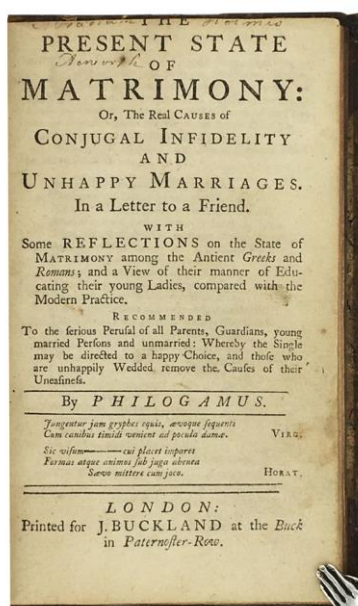 THE
PRESENT STATE
OF
MATRIMONY:
Or, The Real CAUSES of
CONJUGAL INFIDELITY
AND
UNHAPPY MARRIAGES.
In a Letter to a Friend.
WITH
Some REFLECTIONS on the State of
MATRIMONY among the Antient Greeks and
Romans; and a View of their manner of Edu-
cating their young Ladies, compared with the
Modern Practice.
RECOMMENDED
To the ſerious Peruſal of all Parents, Guardians, young
married Perſons and unmarried: Whereby the Single
may be directed to a happy Choice, and thoſe who
are unhappily Wedded remove the Cauſes of their
Uneaſineſs.
By PHILOGAMUS.
Jungentur jam gryphes equis, ævoque ſequenti
Cum canibus timidi venient ad pocula damæ. VIRG.
Sic viſum———cui placet impares
Formas atque animos ſub juga ahenea
Sævo mittere cum joco. HORAT.
LONDON:
Printed for J. BUCKLAND at the Buck
in Paternoſter-Row.